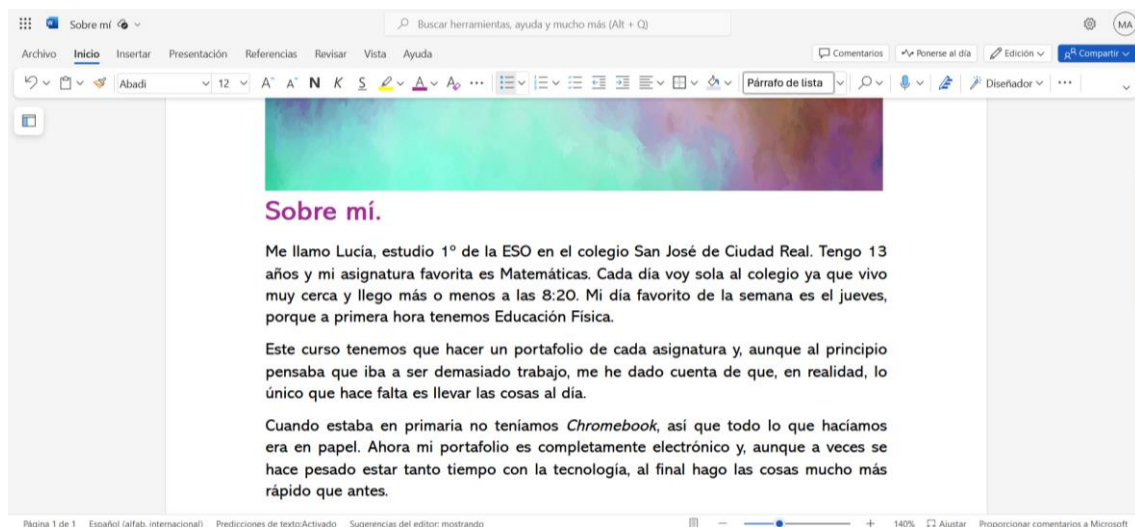 Sobre mí
Buscar herramientas, ayuda y mucho más (Alt + Q)
MA
Archivo Inicio Insertar Presentación Referencias Revisar Vista Ayuda
Comentarios Ponerse al día Edición Compartir
Abadi 12 A A N K S A A Párrafo de lista Diseñador
Sobre mí.
Me llamo Lucía, estudio 1º de la ESO en el colegio San José de Ciudad Real. Tengo 13
años y mi asignatura favorita es Matemáticas. Cada día voy sola al colegio ya que vivo
muy cerca y llego más o menos a las 8:20. Mi día favorito de la semana es el jueves,
porque a primera hora tenemos Educación Física.
Este curso tenemos que hacer un portafolio de cada asignatura y, aunque al principio
pensaba que iba a ser demasiado trabajo, me he dado cuenta de que, en realidad, lo
único que hace falta es llevar las cosas al día.
Cuando estaba en primaria no teníamos Chromebook, así que todo lo que hacíamos
era en papel. Ahora mi portafolio es completamente electrónico y, aunque a veces se
hace pesado estar tanto tiempo con la tecnología, al final hago las cosas mucho más
rápido que antes.
Página 1 de 1 Español (alfab. internacional) Predicciones de texto:Activado Sugerencias del editor: mostrando 140% Ajustar Proporcionar comentarios a Microsoft